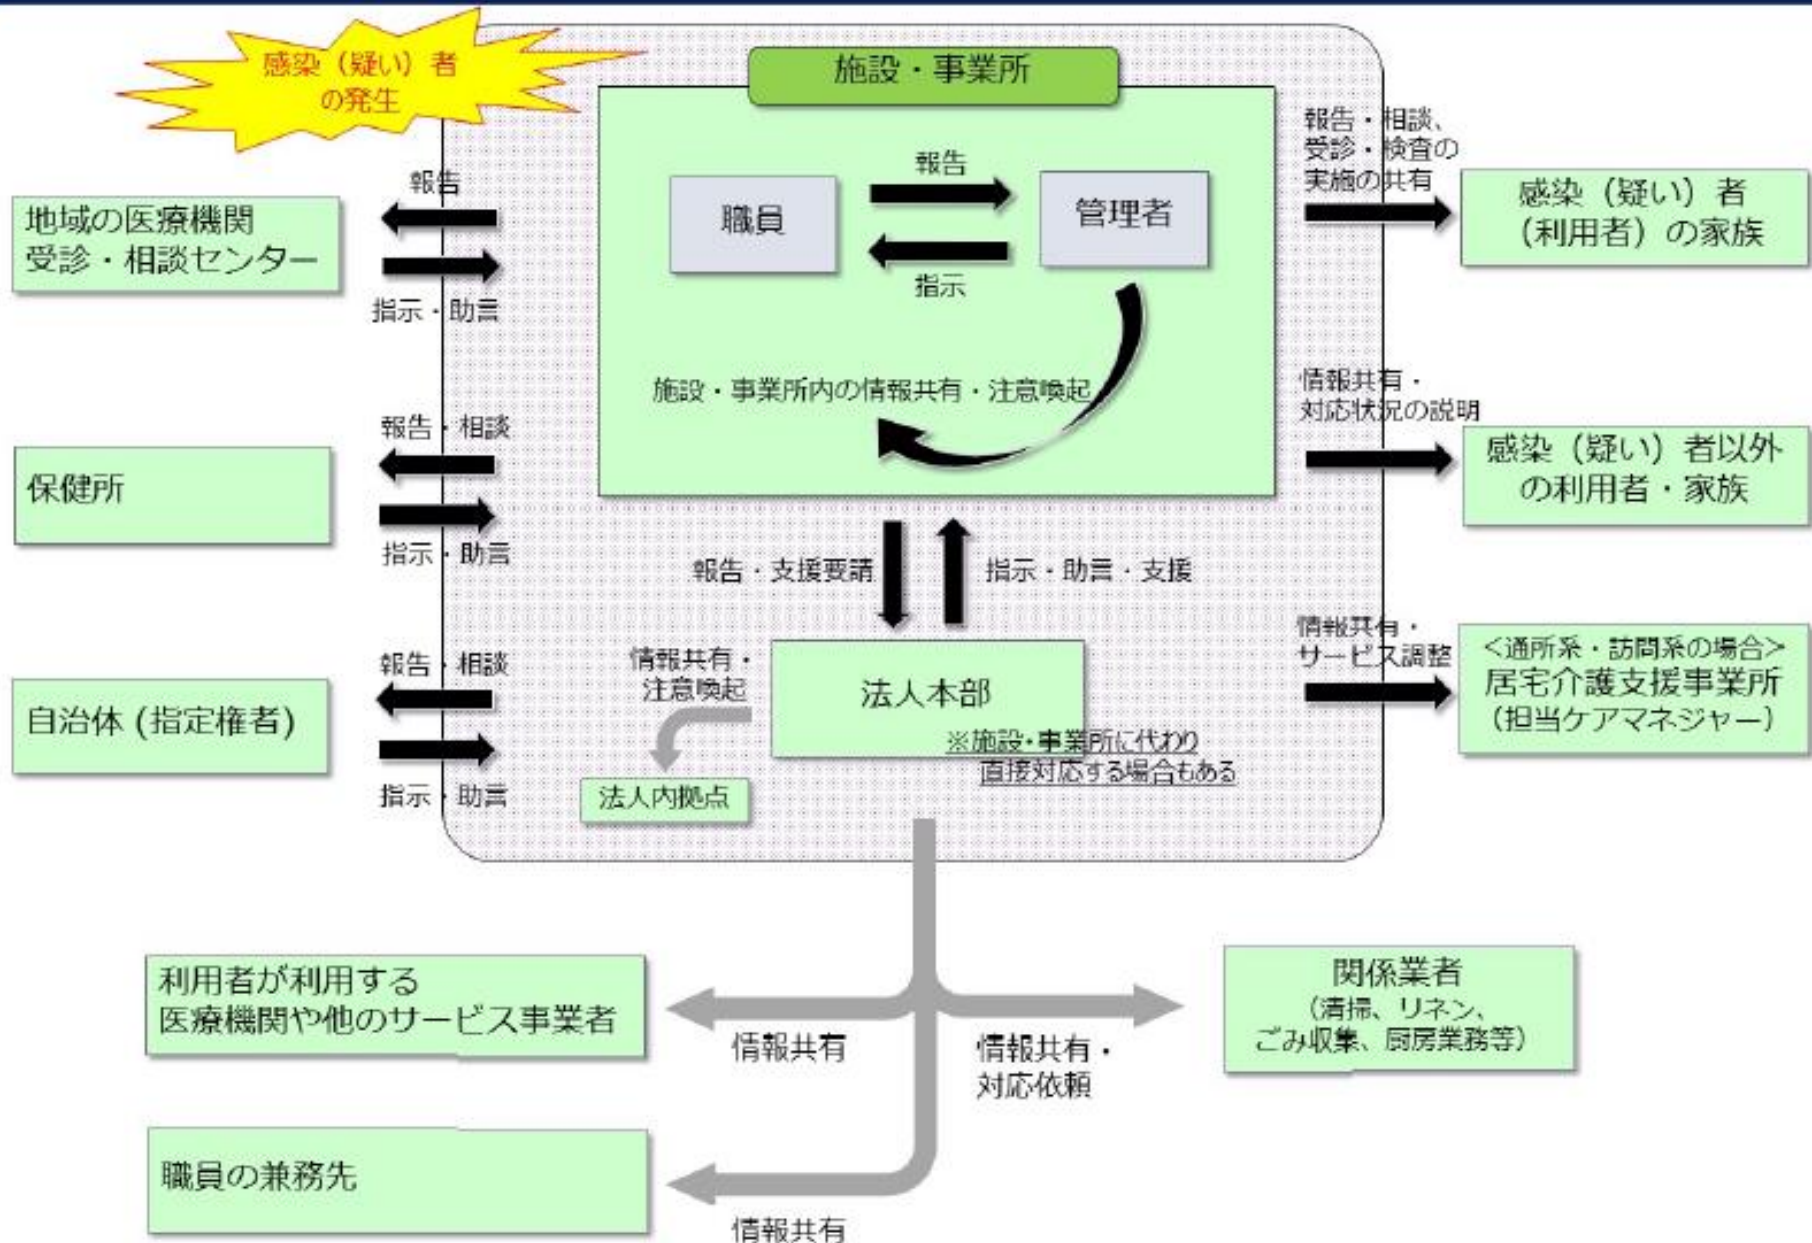 感染（疑い）者
の発生
施設・事業所
報告
職員
管理者
指示
施設・事業所内の情報共有・注意喚起
報告
地域の医療機関
受診・相談センター
指示・助言
報告・相談
保健所
指示・助言
報告・相談
自治体 (指定権者)
指示・助言
報告・相談、
受診・検査の
実施の共有
感染（疑い）者
（利用者）の家族
情報共有・
対応状況の説明
感染（疑い）者以外
の利用者・家族
情報共有・
サービス調整
＜通所系・訪問系の場合＞
居宅介護支援事業所
（担当ケアマネジャー）
報告・支援要請
指示・助言・支援
情報共有・
注意喚起
法人本部
※施設・事業所に代わり
直接対応する場合もある
法人内拠点
利用者が利用する
医療機関や他のサービス事業者
情報共有
情報共有・
対応依頼
関係業者
（清掃、リネン、
ごみ収集、厨房業務等）
職員の兼務先
情報共有